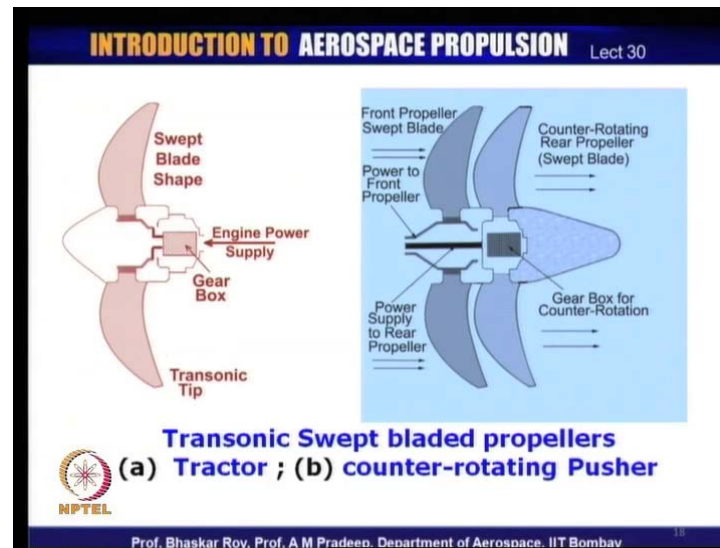 INTRODUCTION TO AEROSPACE PROPULSION Lect 30
Swept
Blade
Shape
Engine Power
Supply
Gear
Box
Transonic
Tip
Front Propeller
Swept Blade
Power to
Front
Propeller
Counter-Rotating
Rear Propeller
(Swept Blade)
Power
Supply
to Rear
Propeller
Gear Box for
Counter-Rotation
Transonic Swept bladed propellers
(a) Tractor ; (b) counter-rotating Pusher
NPTEL
Prof. Bhaskar Roy, Prof. A M Pradeep, Department of Aerospace, IIT Bombay
18